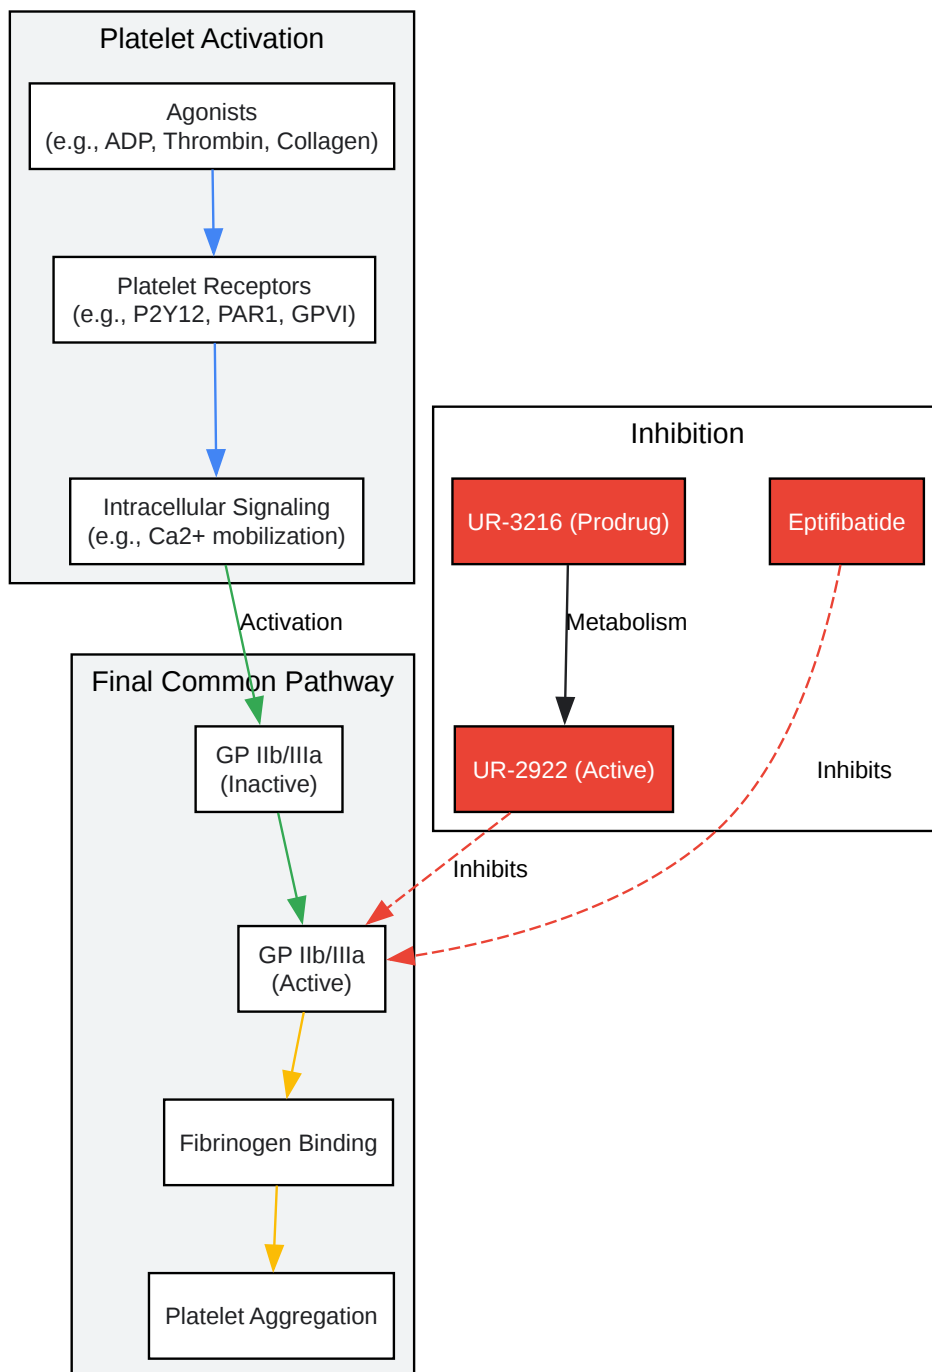 Platelet Activation
Agonists
(e.g., ADP, Thrombin, Collagen)
Platelet Receptors
(e.g., P2Y12, PAR1, GPVI)
Intracellular Signaling
(e.g., Ca2+ mobilization)
Activation
Final Common Pathway
GP IIb/IIIa
(Inactive)
GP IIb/IIIa
(Active)
Fibrinogen Binding
Platelet Aggregation
Inhibition
UR-3216 (Prodrug)
Eptifibatide
Metabolism
UR-2922 (Active)
Inhibits
Inhibits